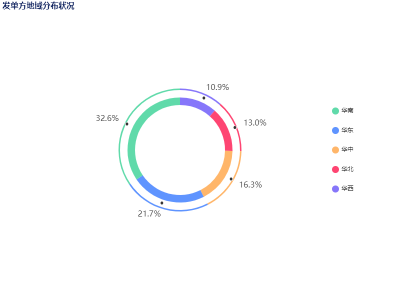 发单方地域分布状况
10.9%
32.6%
13.0%
16.3%
21.7%
华南
华东
华中
华北
华西